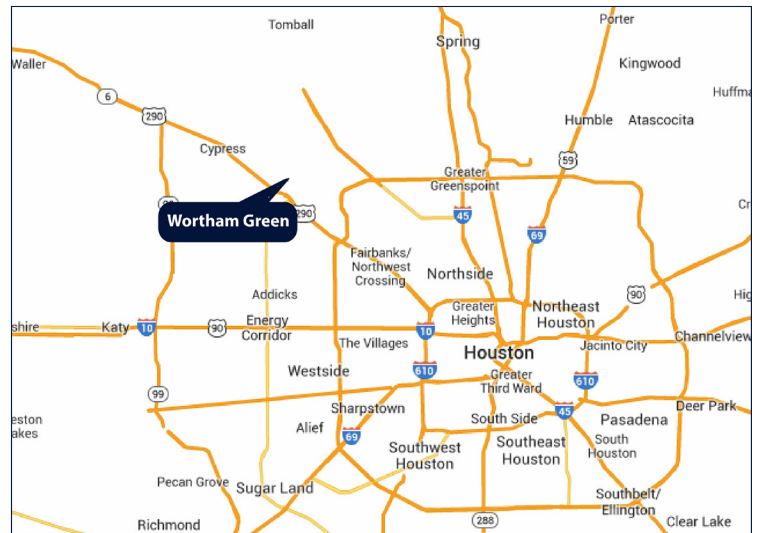 Tomball
Porter
Spring
Waller
Kingwood
6
Huffma
290
Humble
Atascocita
Cypress
59
Greater
Greenspoint
Wortham Green
290
45
Cr
69
Fairbanks/
Northwest
Crossing
Northside
Addicks
90
Hig
Greater
Heights
Northeast
Houston
shire
Katy
10
90
Energy
Corridor
10
The Villages
Houston
Jacinto City
Channelview
Westside
610
Greater
Third Ward
610
99
Sharpstown
South Side
45
Deer Park
eston
akes
Alief
69
Pasadena
Southwest
Houston
Southeast
Houston
South
Houston
Pecan Grove
Sugar Land
Southbelt/
Ellington
Richmond
288
Clear Lake